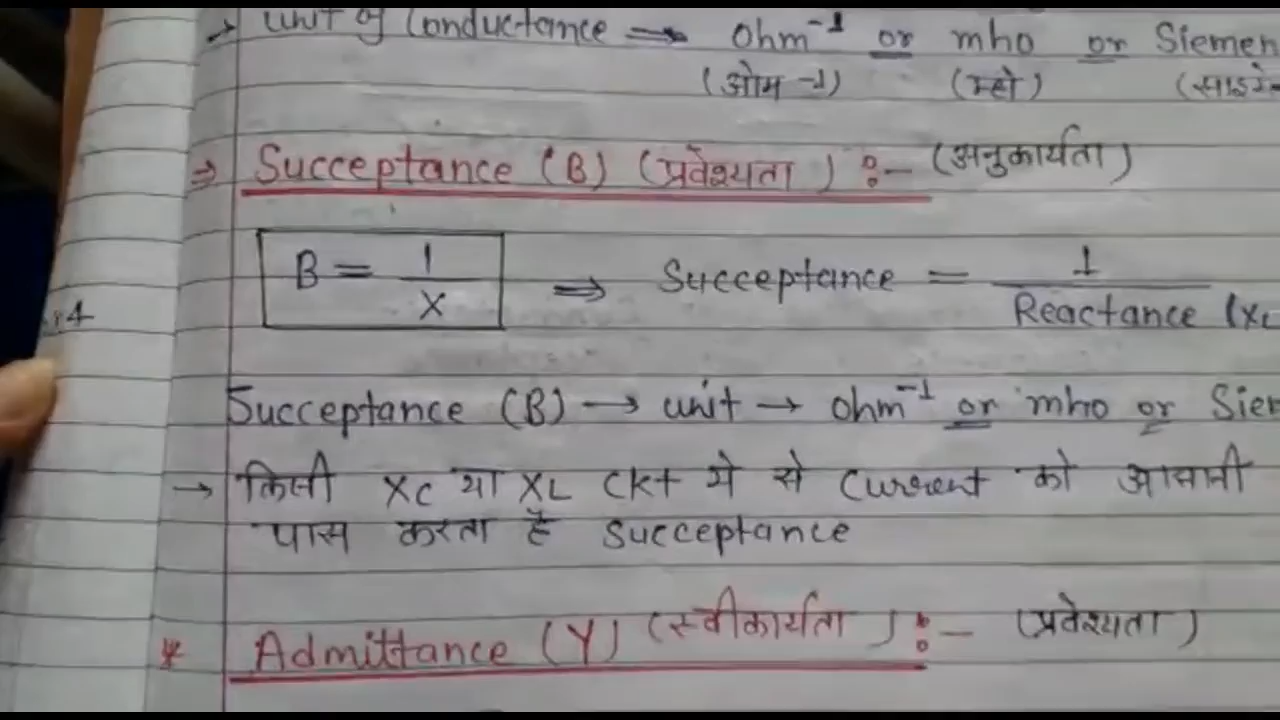 → unit of Conductance ⇒ ohm⁻¹ or mho or Siemen
(ओम -1) (म्हो)
⇒ Succeptance (B) (प्रवेश्यता) :- (अनुकार्यता)
B = 1/X ⇒ Succeptance = 1/Reactance (XL
Succeptance (B) → unit → ohm⁻¹ or mho or Sie
→ किसी XC या XL Ckt मे से Current को आसानी
पास करता है Succeptance
* Admittance (Y) (स्वीकार्यता) :- (प्रवेश्यता)